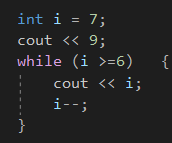 int i = 7;
cout << 9;
while (i >=6)   {
    cout << i;
    i--;
}